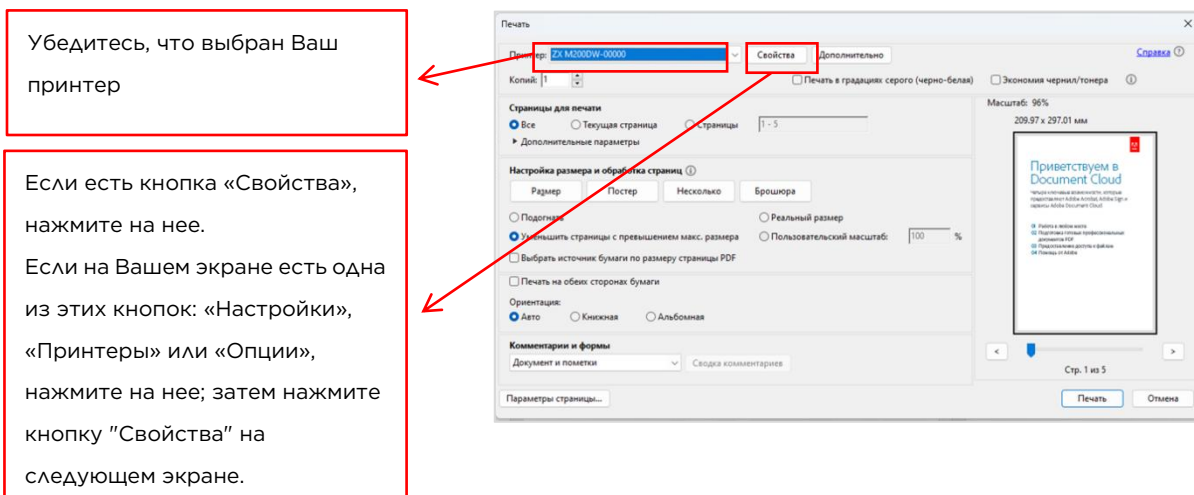 Убедитесь, что выбран Ваш
принтер
Если есть кнопка «Свойства»,
нажмите на нее.
Если на Вашем экране есть одна
из этих кнопок: «Настройки»,
«Принтеры» или «Опции»,
нажмите на нее; затем нажмите
кнопку "Свойства" на
следующем экране.
Печать
Принтер: ZX M200DW-00000 Свойства Дополнительно Справка
Копий: 1 Печать в градациях серого (черно-белая) Экономия чернил/тонера
Страницы для печати
Все Текущая страница Страницы 1 - 5
Дополнительные параметры
Настройка размера и обработка страниц
Размер Постер Несколько Брошюра
Подогнать Реальный размер
Уменьшить страницы с превышением макс. размера Пользовательский масштаб: 100 %
Выбрать источник бумаги по размеру страницы PDF
Печать на обеих сторонах бумаги
Ориентация:
Авто Книжная Альбомная
Комментарии и формы
Документ и пометки Сводка комментариев
Масштаб: 96%
209.97 x 297.01 мм
Приветствуем в
Document Cloud
< >
Стр. 1 из 5
Параметры страницы... Печать Отмена